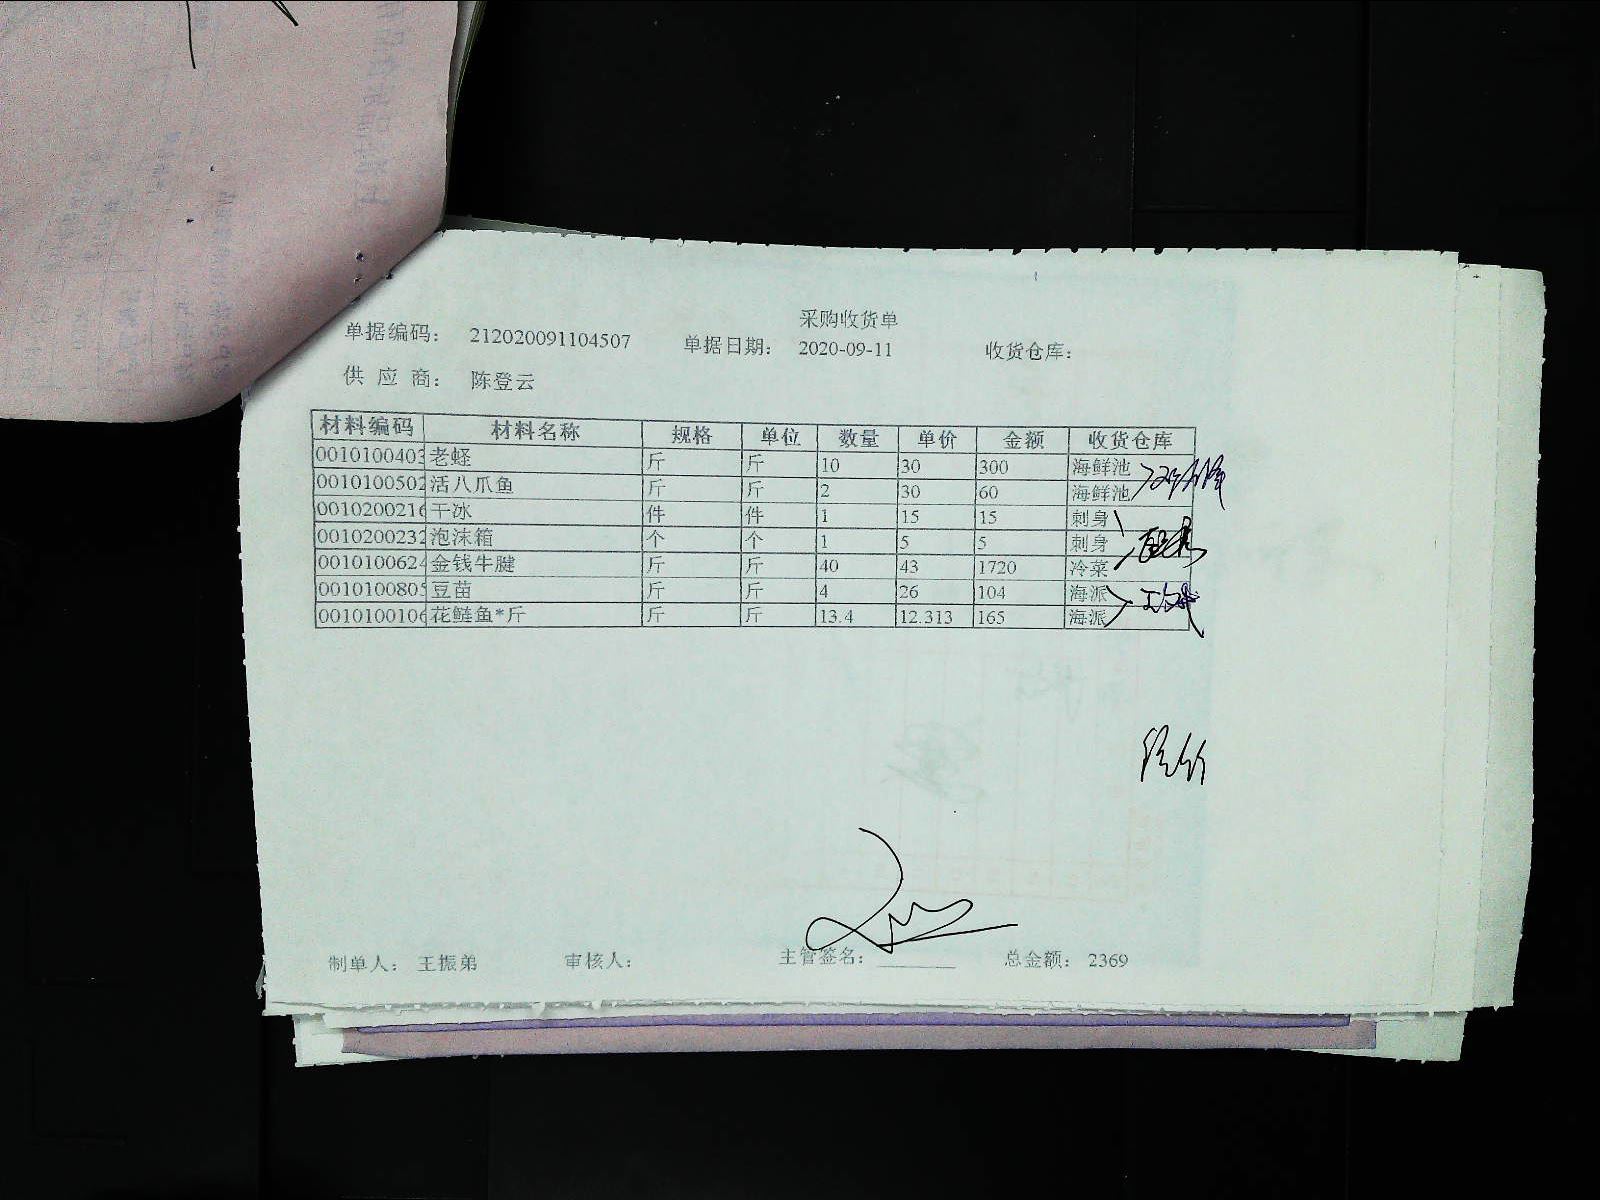 采购收货单
单据编码： 212020091104507 单据日期： 2020-09-11 收货仓库：
供 应 商： 陈登云
材料编码 材料名称 规格 单位 数量 单价 金额 收货仓库
0010100403 老蛏 斤 斤 10 30 300 海鲜池
0010100502 活八爪鱼 斤 斤 2 30 60 海鲜池
0010200216 干冰 件 件 1 15 15 刺身
0010200232 泡沫箱 个 个 1 5 5 刺身
0010100624 金钱牛腱 斤 斤 40 43 1720 冷菜
0010100805 豆苗 斤 斤 4 26 104 海派
0010100106 花鲢鱼*斤 斤 斤 13.4 12.313 165 海派
制单人： 王振弟 审核人： 主管签名： 总金额： 2369